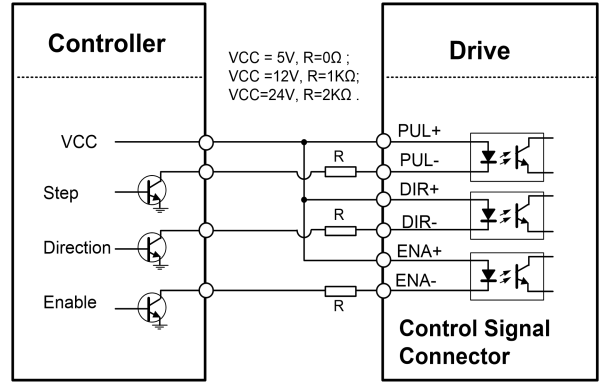 Controller
VCC = 5V, R=0Ω ;
VCC =12V, R=1KΩ;
VCC=24V, R=2KΩ .
Drive
VCC
Step
Direction
Enable
R
R
R
PUL+
PUL-
DIR+
DIR-
ENA+
ENA-
Control Signal
Connector